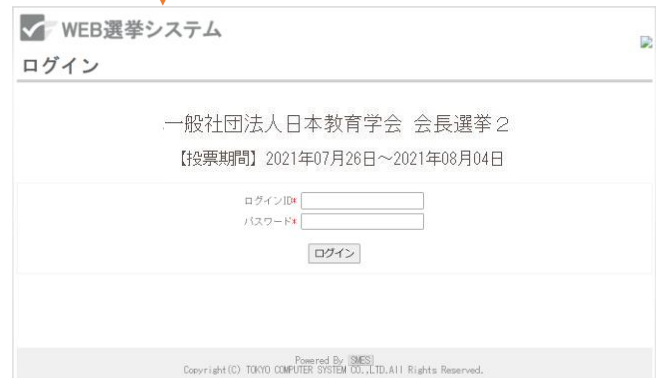 WEB選挙システム
ログイン
一般社団法人日本教育学会 会長選挙２
【投票期間】2021年07月26日～2021年08月04日
ログインID*
パスワード*
ログイン
Powered By SMES
Copyright(C) TOKYO COMPUTER SYSTEM CO.,LTD.All Rights Reserved.